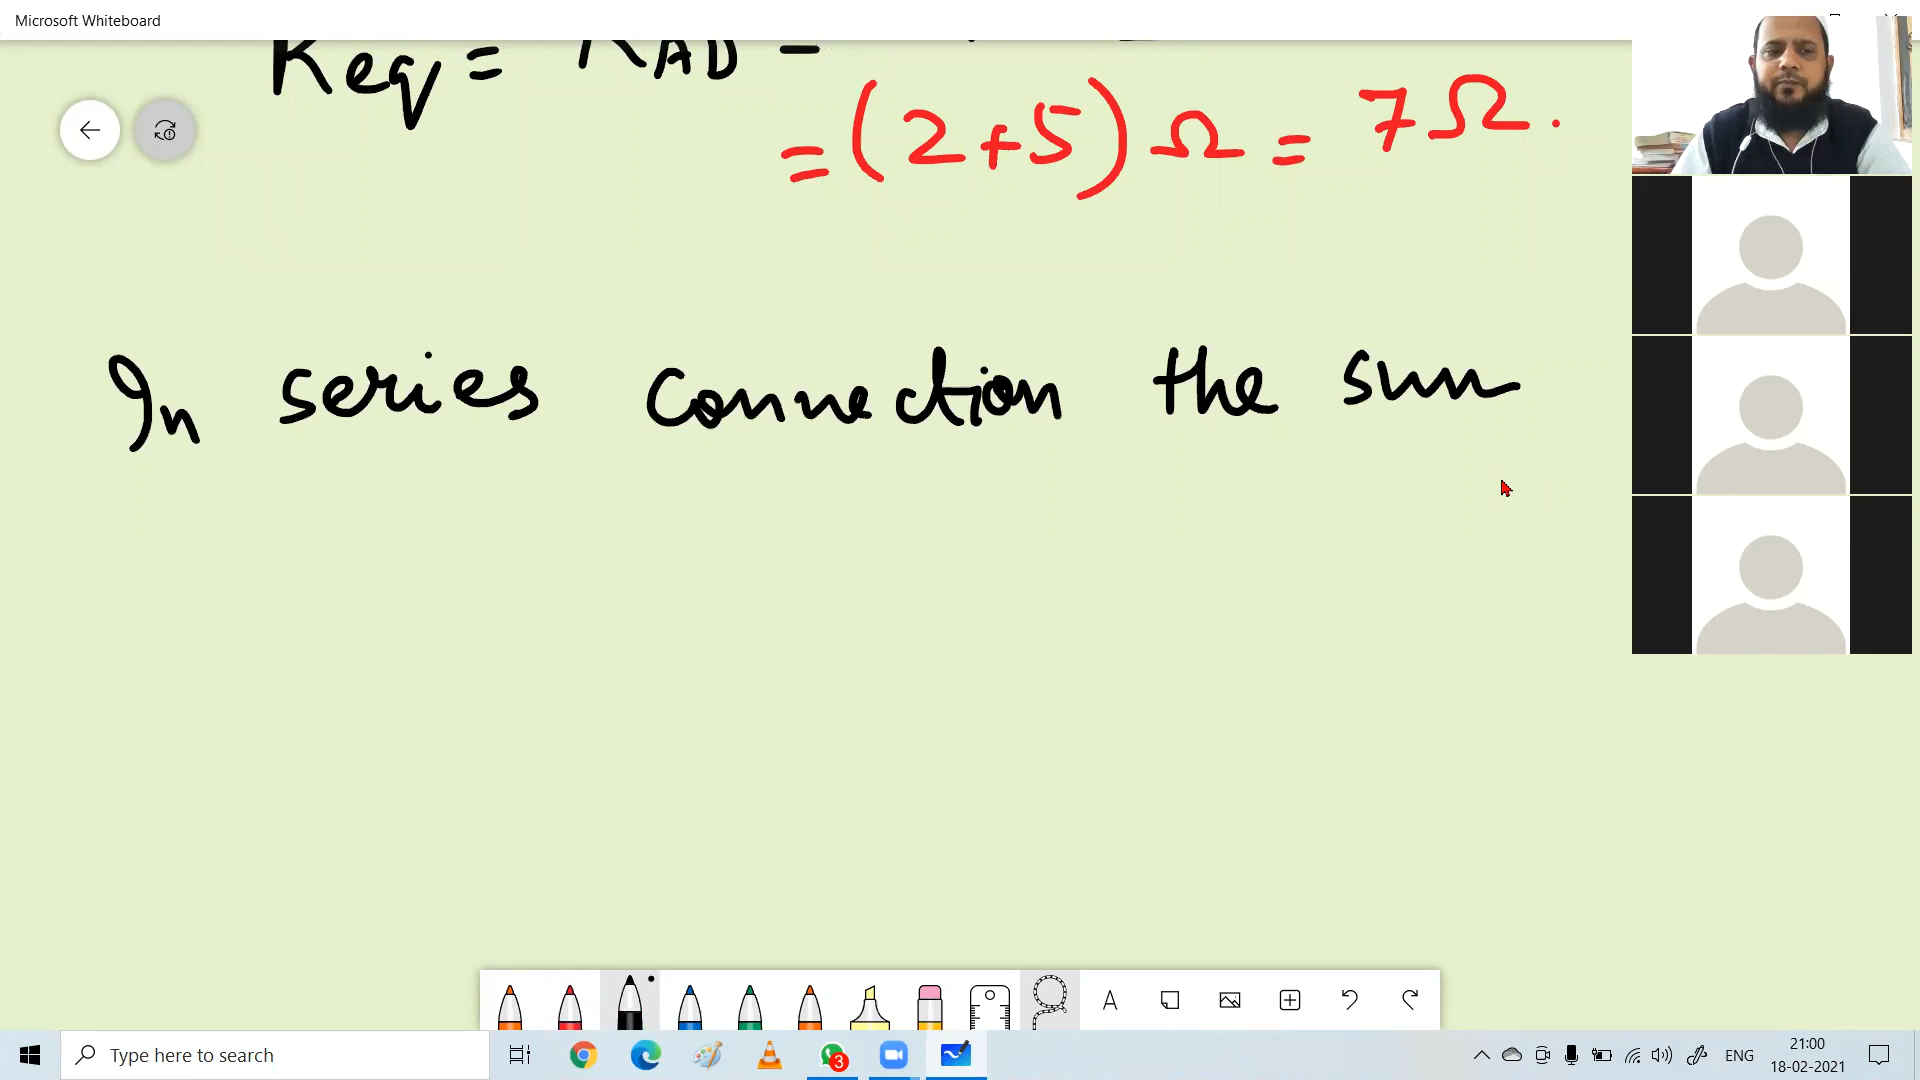 Microsoft Whiteboard
Req = RAD =
= (2+5) Ω = 7Ω.
In series connection the sum
A
Type here to search
3
ENG
21:00
18-02-2021